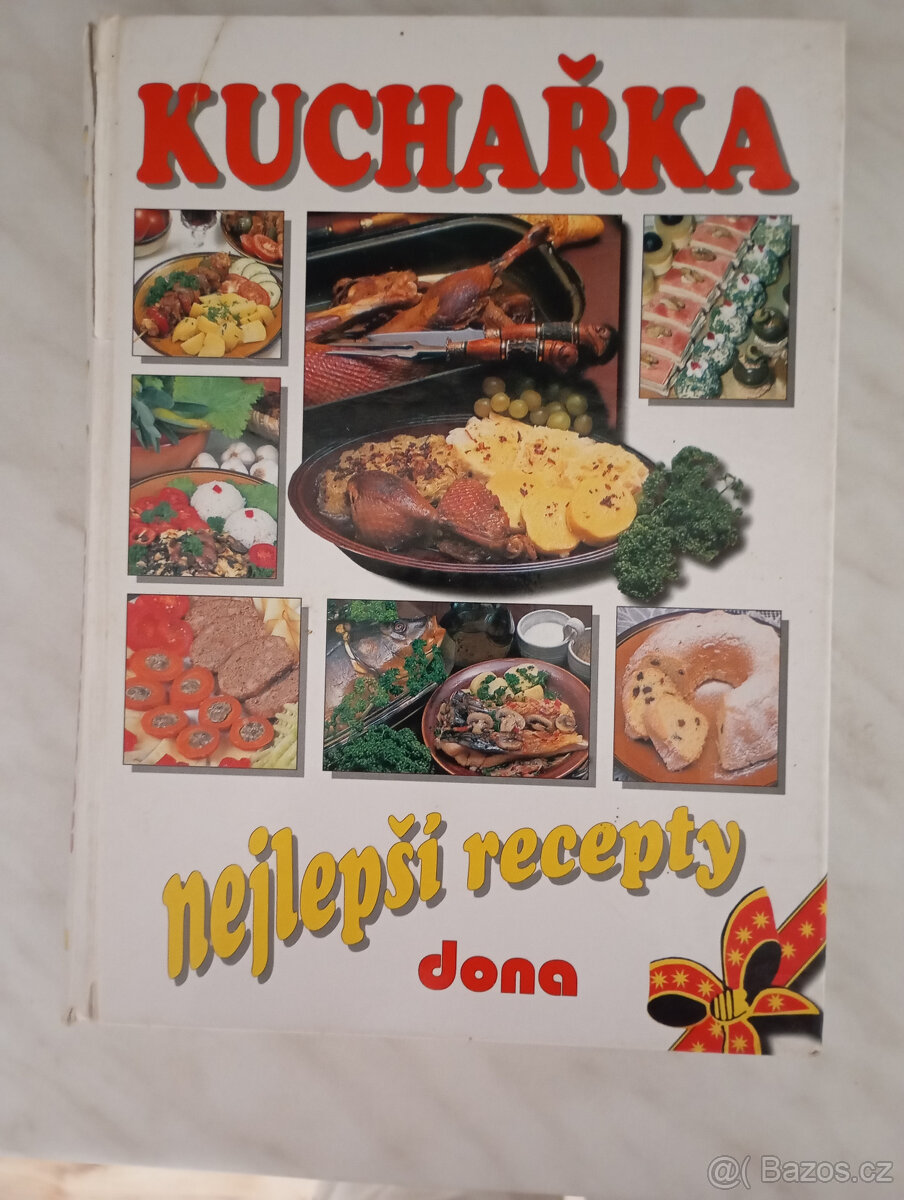 KUCHAŘKA
nejlepší recepty
dona
@( Bazos.cz